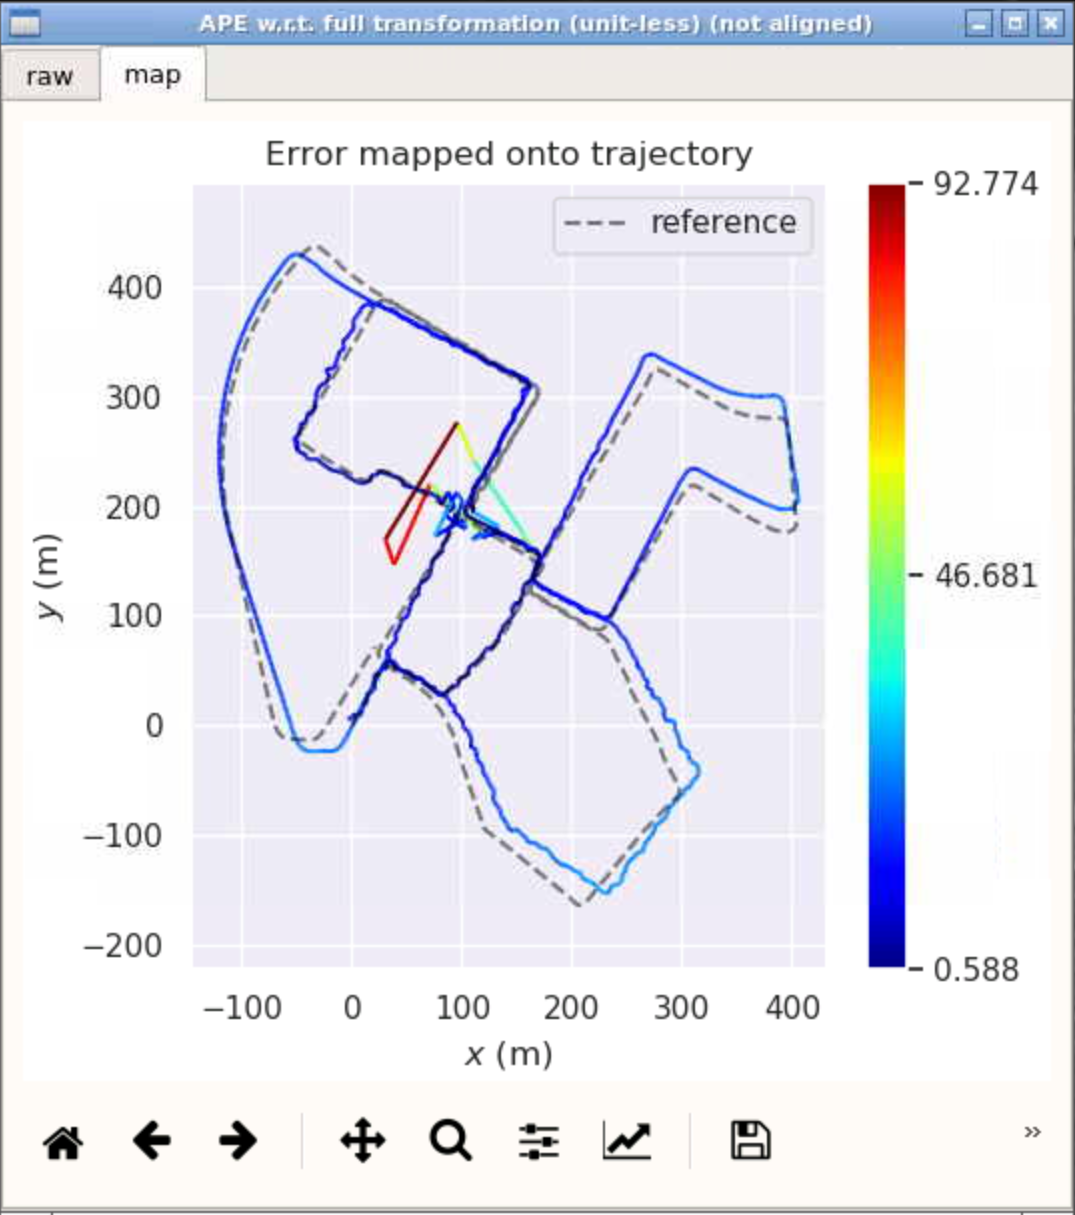 APE w.r.t. full transformation (unit-less) (not aligned)
raw
map
Error mapped onto trajectory
reference
92.774
46.681
0.588
400
300
200
100
0
−100
−200
y (m)
−100 0 100 200 300 400
x (m)
»